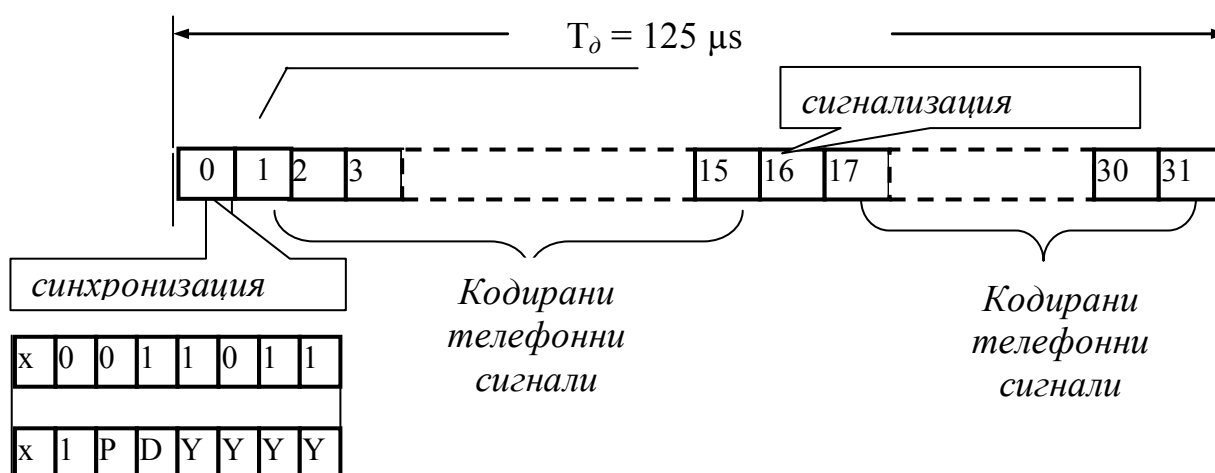 T∂ = 125 μs
сигнализация
0 1 2 3 15 16 17 30 31
синхронизация
Кодирани
телефонни
сигнали
Кодирани
телефонни
сигнали
x 0 0 1 1 0 1 1
x 1 P D Y Y Y Y